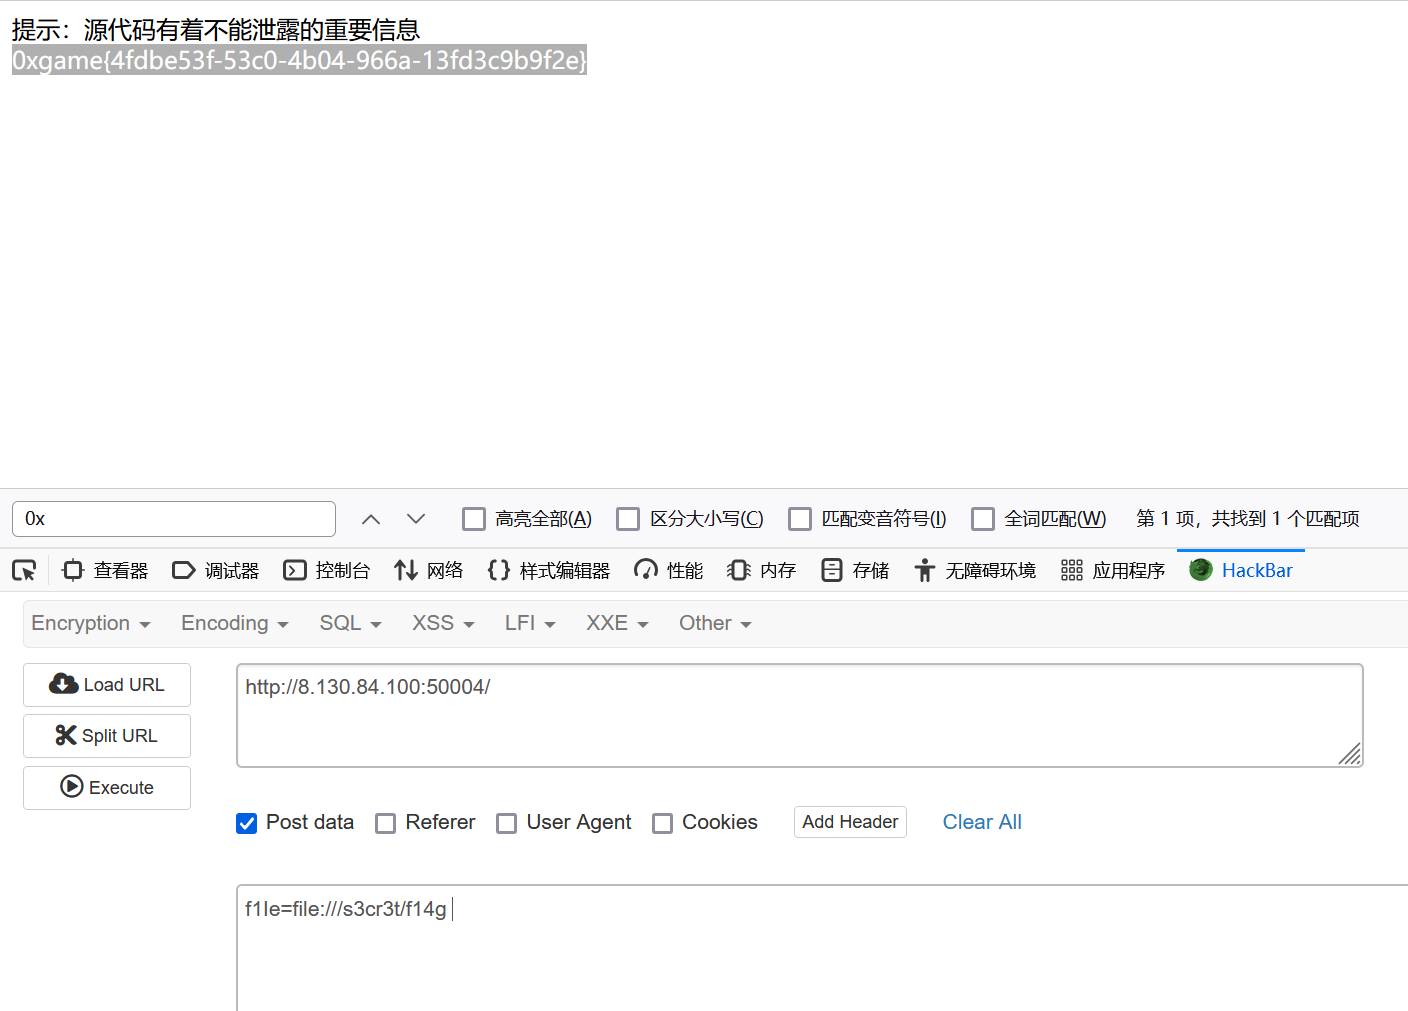 提示：源代码有着不能泄露的重要信息
0xgame{4fdbe53f-53c0-4b04-966a-13fd3c9b9f2e}
0x 高亮全部(A) 区分大小写(C) 匹配变音符号(I) 全词匹配(W) 第 1 项，共找到 1 个匹配项
查看器 调试器 控制台 网络 样式编辑器 性能 内存 存储 无障碍环境 应用程序 HackBar
Encryption Encoding SQL XSS LFI XXE Other
Load URL
http://8.130.84.100:50004/
Split URL
Execute
Post data Referer User Agent Cookies Add Header Clear All
f1Ie=file:///s3cr3t/f14g